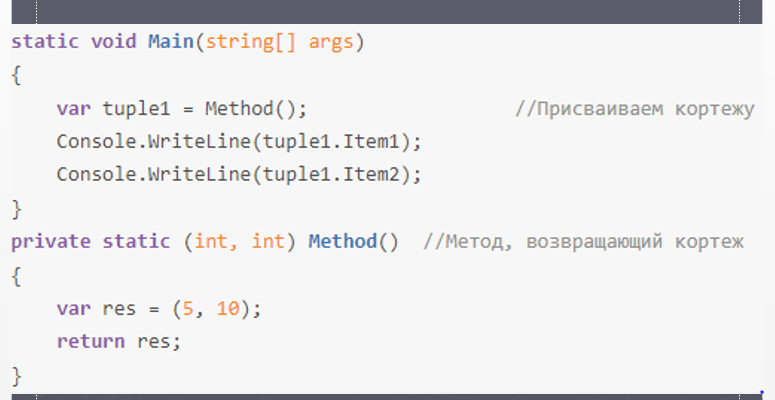 static void Main(string[] args)
{
    var tuple1 = Method();                  //Присваиваем кортежу
    Console.WriteLine(tuple1.Item1);
    Console.WriteLine(tuple1.Item2);
}
private static (int, int) Method()  //Метод, возвращающий кортеж
{
    var res = (5, 10);
    return res;
}